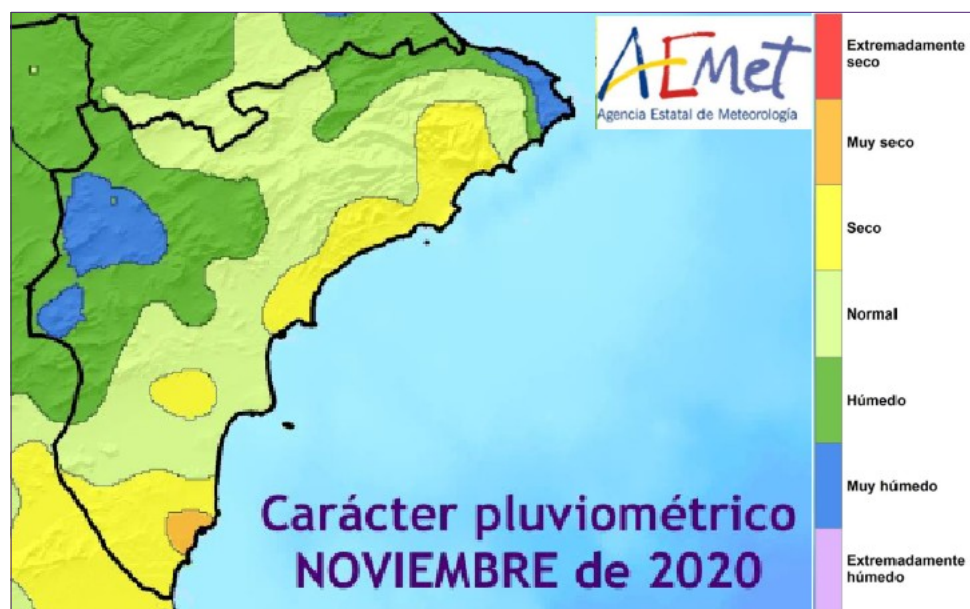 AEMet
Agencia Estatal de Meteorología
Extremadamente
seco
Muy seco
Seco
Normal
Húmedo
Muy húmedo
Extremadamente
húmedo
Carácter pluviométrico
NOVIEMBRE de 2020